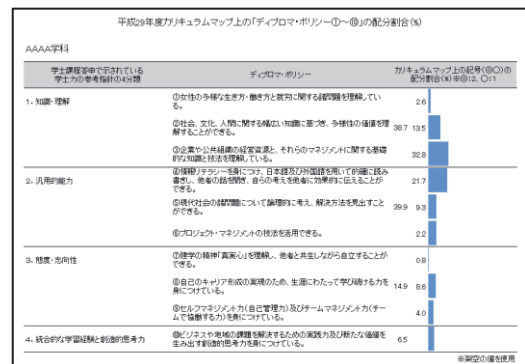 平成29年度カリキュラムマップ上の「ディプロマ・ポリシー①～⑩」の配分割合(%)
AAAA学科
学士課程答申で示されている
学士力の参考指針の4分類
ディプロマ・ポリシー
カリキュラムマップ上の記号(◎○)の
配分割合(%)※◎:2、○:1
1. 知識・理解
①女性の多様な生き方・働き方と就労に関する諸問題を理解してい
る。
2.6
②社会、文化、人間に関する幅広い知識に基づき、多様性の価値を理
解することができる。
38.7 13.5
③企業や公共組織の経営資源と、それらのマネジメントに関する基礎
的な知識と技法を理解している。
32.8
2. 汎用的能力
④情報リテラシーを身につけ、日本語及び外国語を用いて的確に読み
書きし、他者の話を聞き、自らの考えを他者に効果的に伝えることが
できる。
21.7
⑤現代社会の諸問題について論理的に考え、解決方法を見出すこと
ができる。
39.9 9.3
⑥プロジェクト・マネジメントの技法を活用できる。
2.2
3. 態度・志向性
⑦建学の精神「真実心」を理解し、他者と共生しながら自立することが
できる。
0.8
⑧自己のキャリア形成の実現のため、生涯にわたって学び続ける力を
身につけている。
14.9 8.6
⑨セルフマネジメント力(自己管理力)及びチームマネジメント力(チー
ムで協働する力)を身につけている。
4.0
4. 統合的な学習経験と創造的思考力
⑩ビジネスや地域の課題を解決するための実践力及び新たな価値を
生み出す創造的思考力を身につけている。
6.5
※架空の値を使用